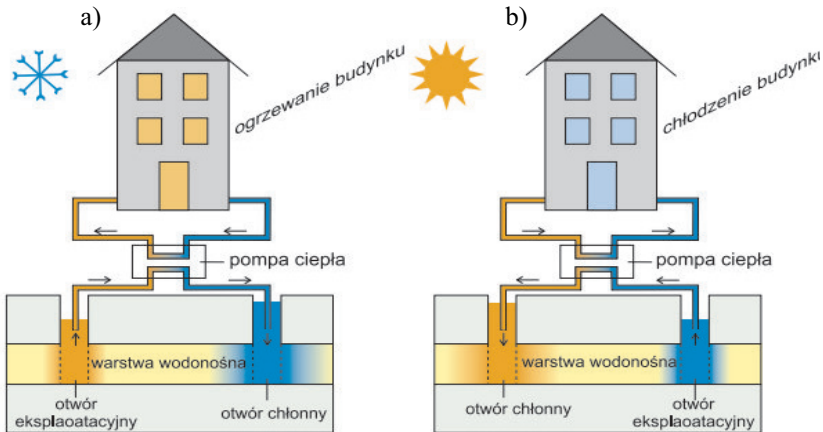 a)
ogrzewanie budynku
pompa ciepła
warstwa wodonośna
otwór
eksplaoatacyjny
otwór chłonny
b)
chłodzenie budynku
pompa ciepła
warstwa wodonośna
otwór chłonny
otwór
eksplaoatacyjny